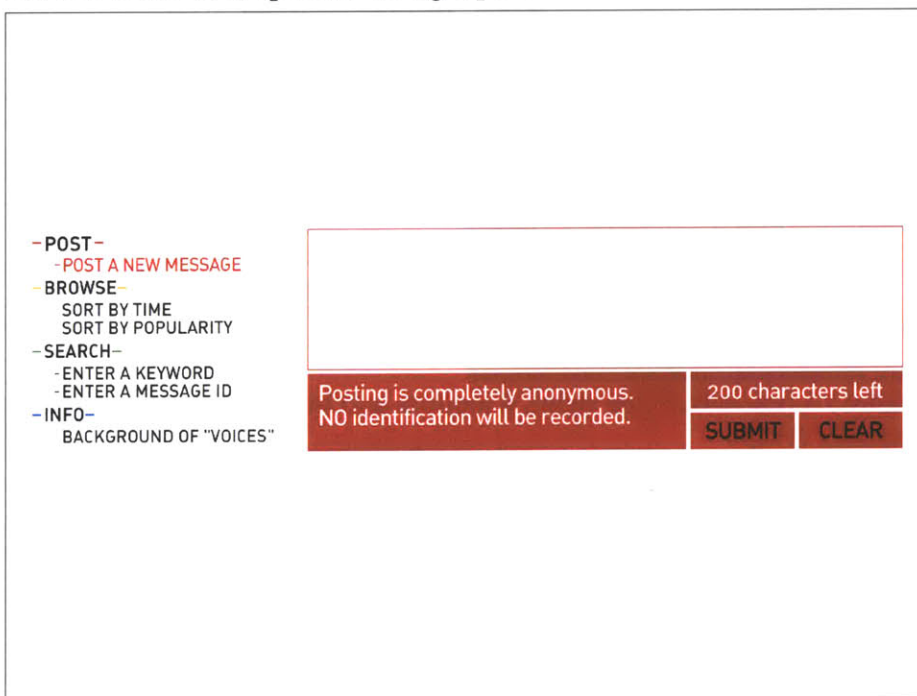 -POST-
-POST A NEW MESSAGE
-BROWSE-
SORT BY TIME
SORT BY POPULARITY
-SEARCH-
-ENTER A KEYWORD
-ENTER A MESSAGE ID
-INFO-
BACKGROUND OF "VOICES"
Posting is completely anonymous.
NO identification will be recorded.
200 characters left
SUBMIT CLEAR